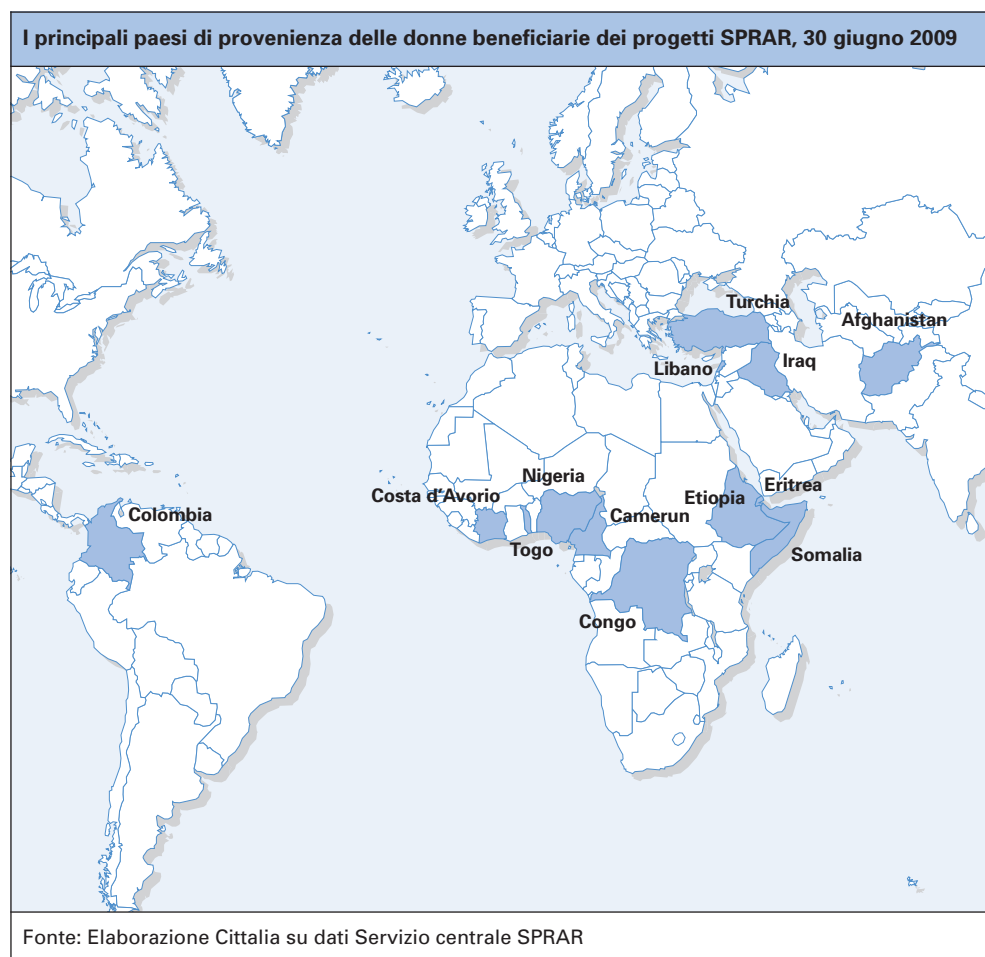 I principali paesi di provenienza delle donne beneficiarie dei progetti SPRAR, 30 giugno 2009
Turchia
Afghanistan
Libano
Iraq
Nigeria
Eritrea
Costa d'Avorio
Etiopia
Colombia
Camerun
Togo
Somalia
Congo
Fonte: Elaborazione Cittalia su dati Servizio centrale SPRAR